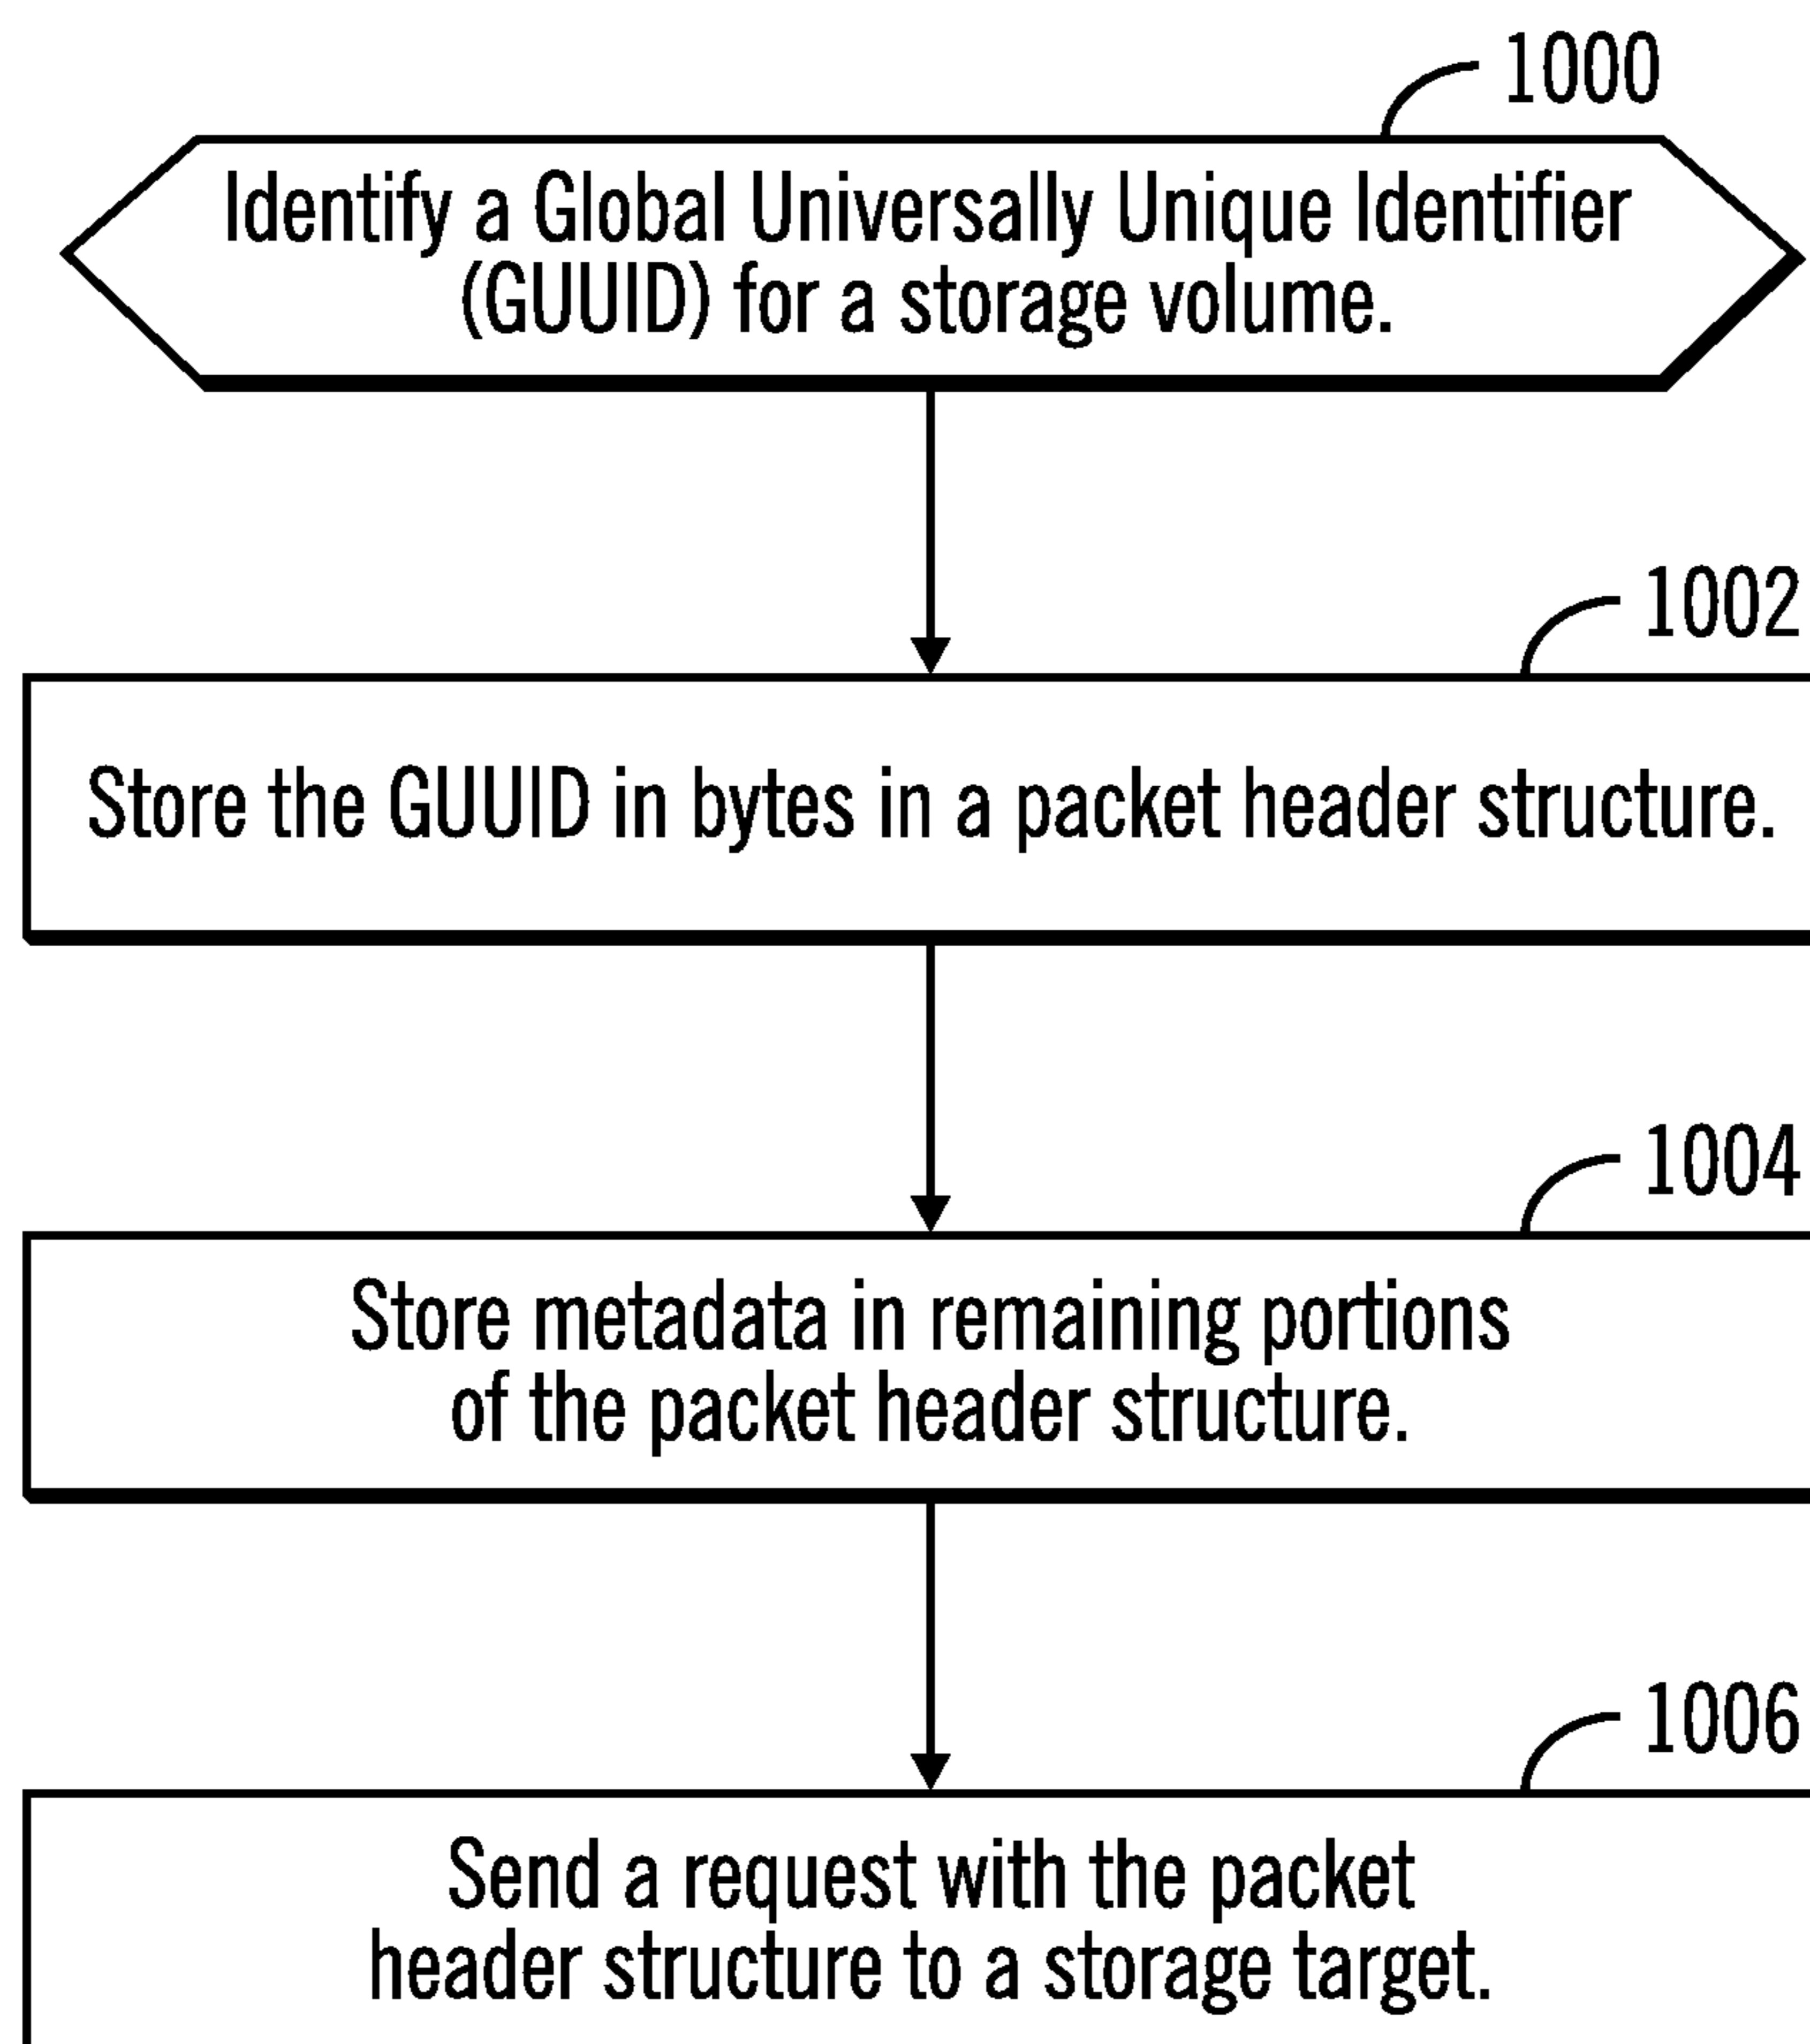 1000
Identify a Global Universally Unique Identifier
(GUUID) for a storage volume.
1002
Store the GUUID in bytes in a packet header structure.
1004
Store metadata in remaining portions
of the packet header structure.
1006
Send a request with the packet
header structure to a storage target.